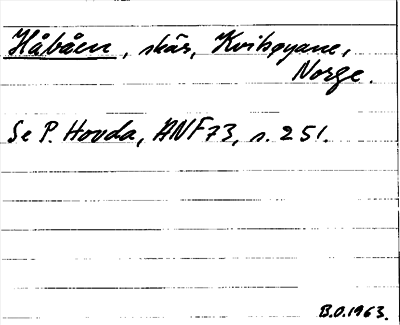 Håbåen, skär, Kvitsøyane,
Norge.
Se P. Hovda, ANF 73, s. 251.
B.O.1963.